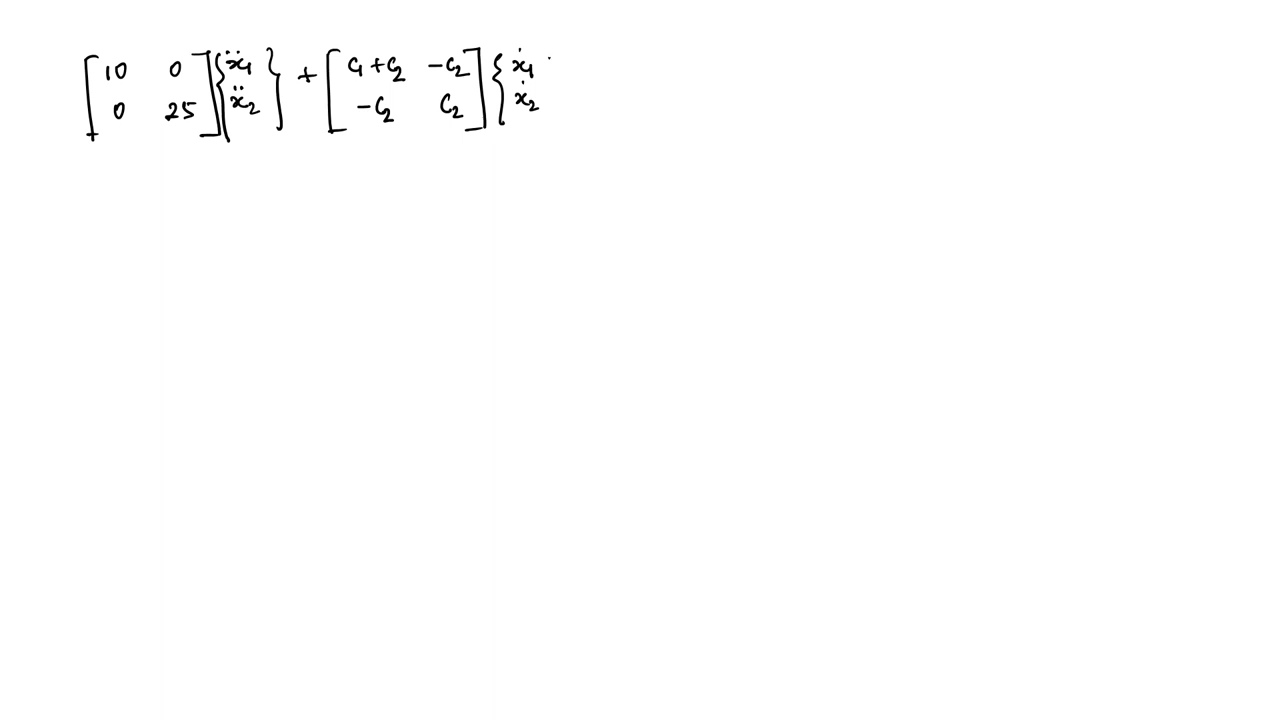 [10 0] {ẍ1} + [c1+c2 -c2] {ẋ1
[0 25] {ẍ2} [-c2 c2] {ẋ2